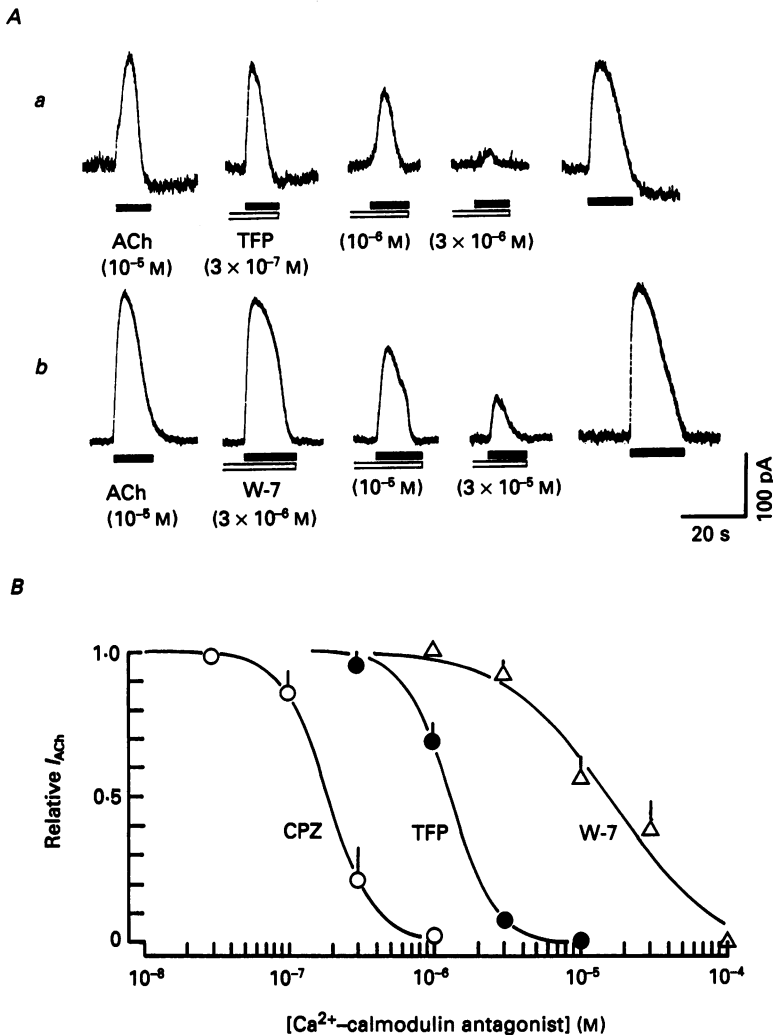 A
a
ACh TFP (10⁻⁶ M) (3 × 10⁻⁶ M)
(10⁻⁵ M) (3 × 10⁻⁷ M)
b
ACh W-7 (10⁻⁵ M) (3 × 10⁻⁵ M)
(10⁻⁵ M) (3 × 10⁻⁶ M)
100 pA
20 s
B
1·0
0·5
0
Relative I_ACh
CPZ TFP W-7
10⁻⁸ 10⁻⁷ 10⁻⁶ 10⁻⁵ 10⁻⁴
[Ca²⁺–calmodulin antagonist] (M)